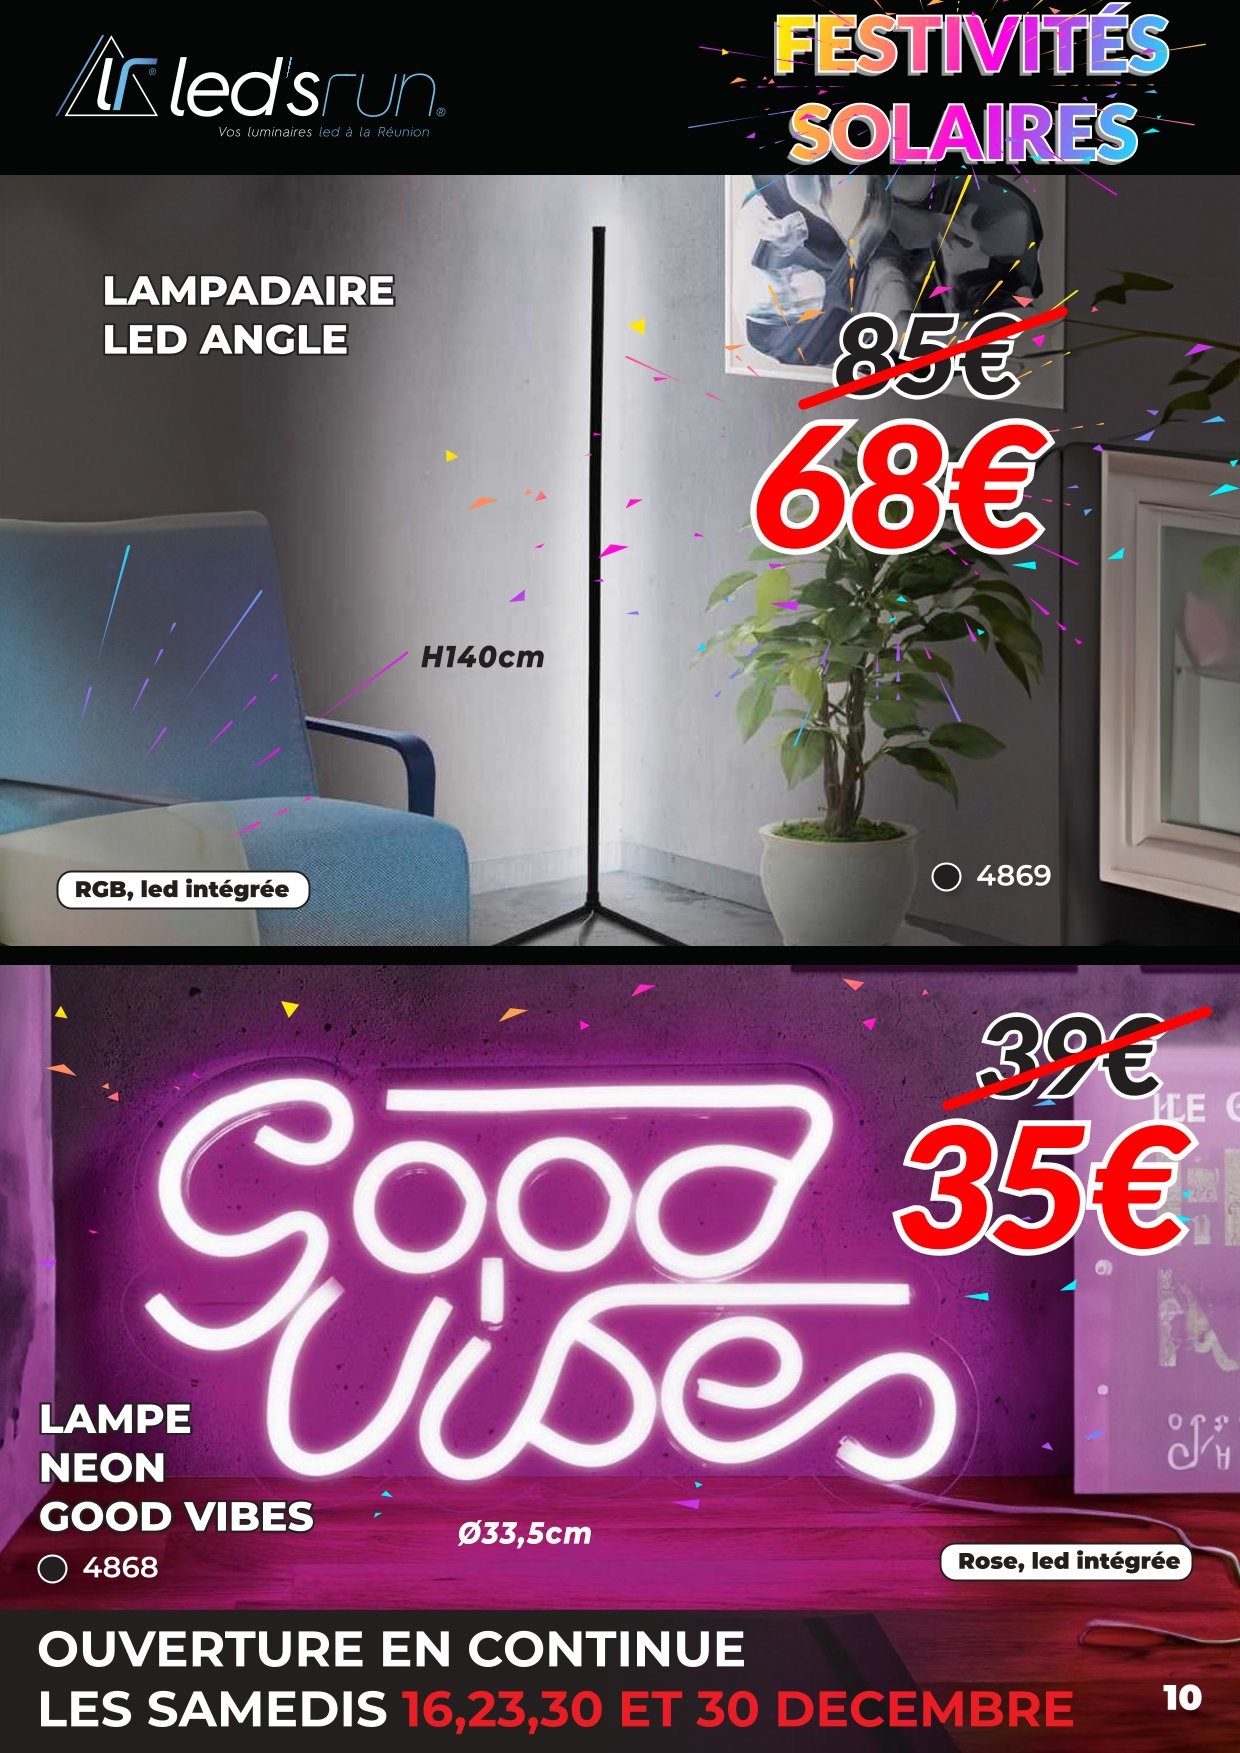 led'srun®
Vos luminaires led à la Réunion
FESTIVITÉS
SOLAIRES
LAMPADAIRE
LED ANGLE
85€
68€
H140cm
RGB, led intégrée
4869
39€
35€
Good
Vibes
LAMPE
NEON
GOOD VIBES
4868
Ø33,5cm
Rose, led intégrée
OUVERTURE EN CONTINUE
LES SAMEDIS 16,23,30 ET 30 DECEMBRE
10